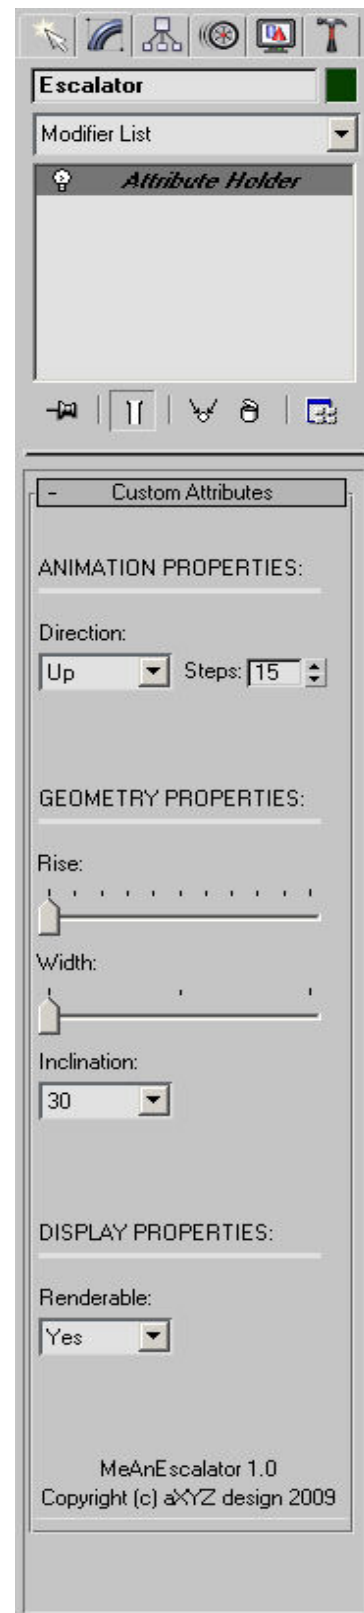 Escalator
Modifier List
Attribute Holder
- Custom Attributes
ANIMATION PROPERTIES:
Direction:
Up Steps: 15
GEOMETRY PROPERTIES:
Rise:
Width:
Inclination:
30
DISPLAY PROPERTIES:
Renderable:
Yes
MeAnEscalator 1.0
Copyright (c) aXYZ design 2009